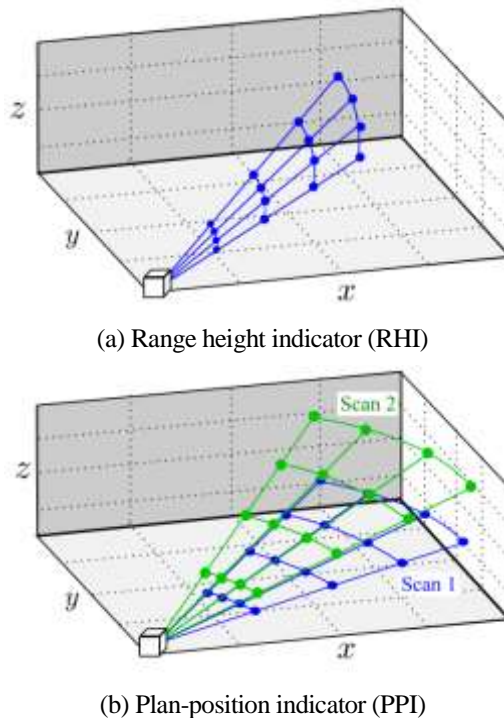 z
y
x
(a) Range height indicator (RHI)
Scan 2
z
Scan 1
y
x
(b) Plan-position indicator (PPI)